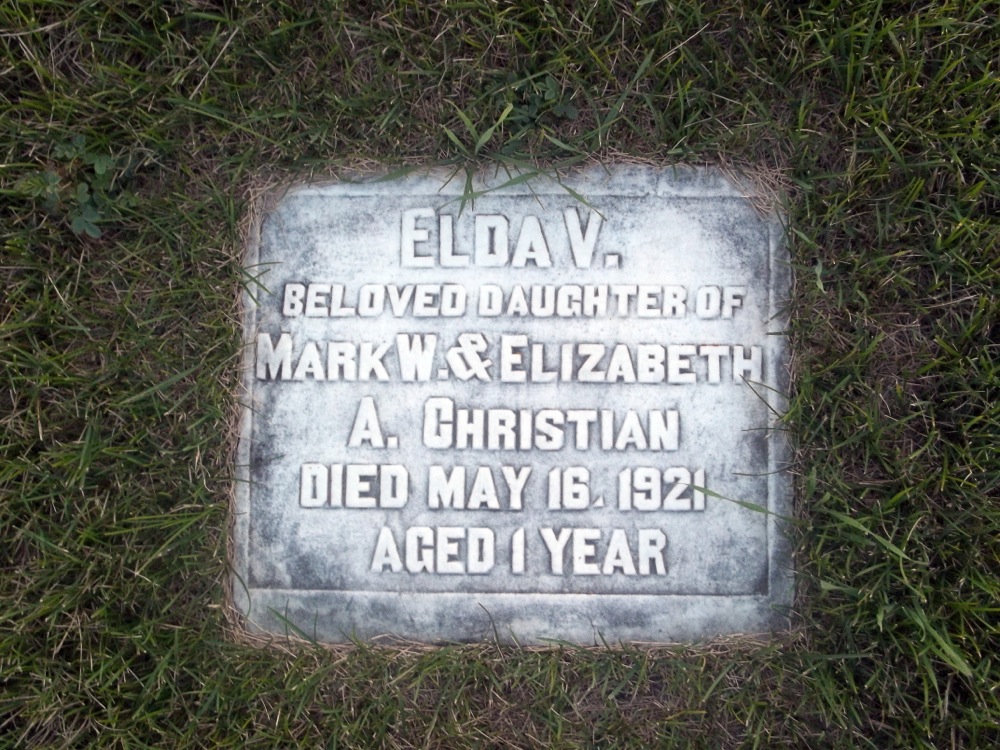 ELDA V.
BELOVED DAUGHTER OF
MARK W. & ELIZABETH
A. CHRISTIAN
DIED MAY 16. 1921
AGED 1 YEAR